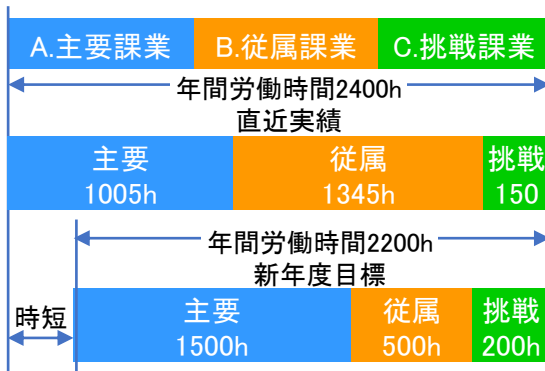 A.主要課業 B.従属課業 C.挑戦課業
年間労働時間2400h
直近実績
主要 従属 挑戦
1005h 1345h 150
年間労働時間2200h
新年度目標
時短 主要 従属 挑戦
1500h 500h 200h